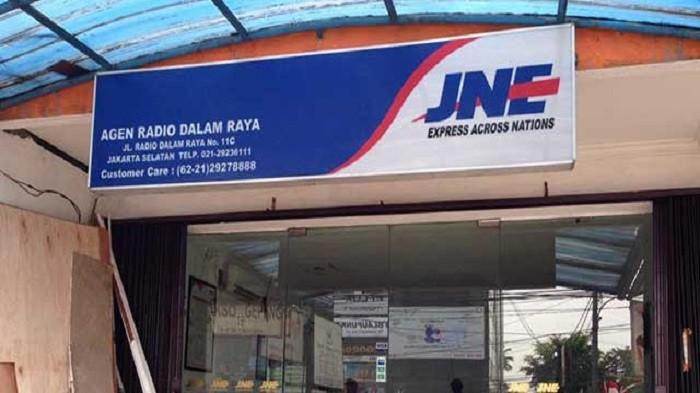 AGEN RADIO DALAM RAYA
JL. RADIO DALAM RAYA No. 11C
JAKARTA SELATAN TELP. 021-29236111
Customer Care : (62-21)29278888
JNE
EXPRESS ACROSS NATIONS
JNE